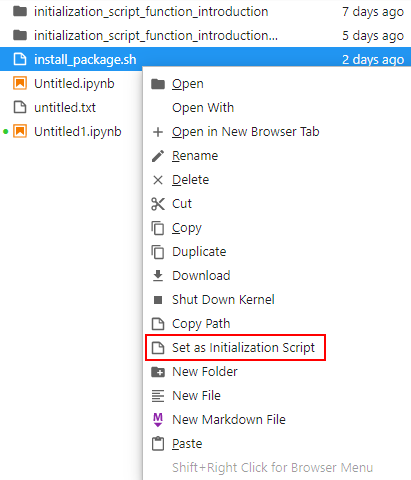 initialization_script_function_introduction 7 days ago
initialization_script_function_introduction... 5 days ago
install_package.sh 2 days ago
Untitled.ipynb
untitled.txt
Untitled1.ipynb
Open
Open With
Open in New Browser Tab
Rename
Delete
Cut
Copy
Duplicate
Download
Shut Down Kernel
Copy Path
Set as Initialization Script
New Folder
New File
New Markdown File
Paste
Shift+Right Click for Browser Menu